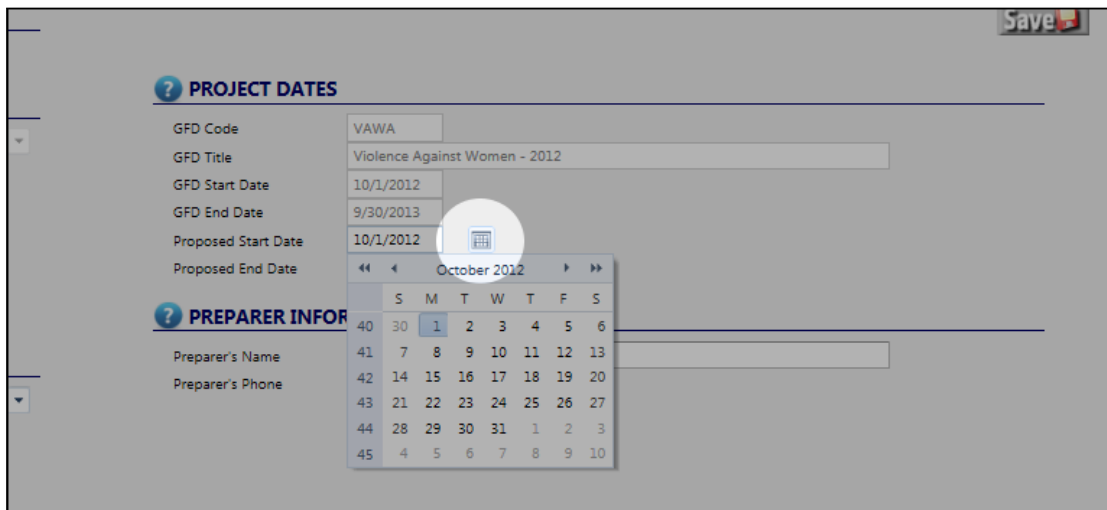 Save
? PROJECT DATES
GFD Code VAWA
GFD Title Violence Against Women - 2012
GFD Start Date 10/1/2012
GFD End Date 9/30/2013
Proposed Start Date 10/1/2012
Proposed End Date
October 2012
S M T W T F S
40 30 1 2 3 4 5 6
41 7 8 9 10 11 12 13
42 14 15 16 17 18 19 20
43 21 22 23 24 25 26 27
44 28 29 30 31 1 2 3
45 4 5 6 7 8 9 10
? PREPARER INFOR
Preparer's Name
Preparer's Phone